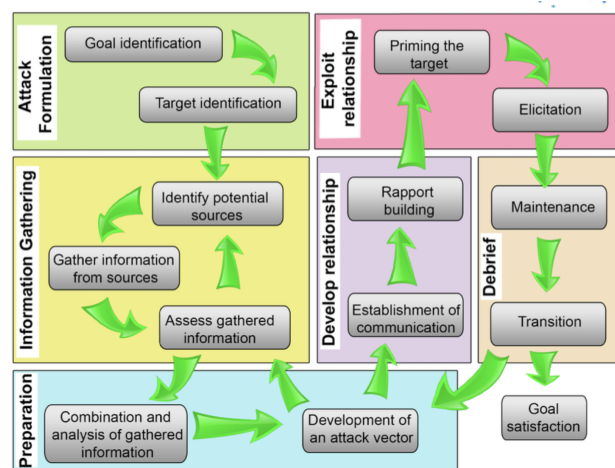 Attack
Formulation
Goal identification
Target identification
Exploit
relationship
Priming the
target
Elicitation
Information Gathering
Identify potential
sources
Gather information
from sources
Assess gathered
information
Develop relationship
Rapport
building
Establishment of
communication
Debrief
Maintenance
Transition
Goal
satisfaction
Preparation
Combination and
analysis of gathered
information
Development of
an attack vector